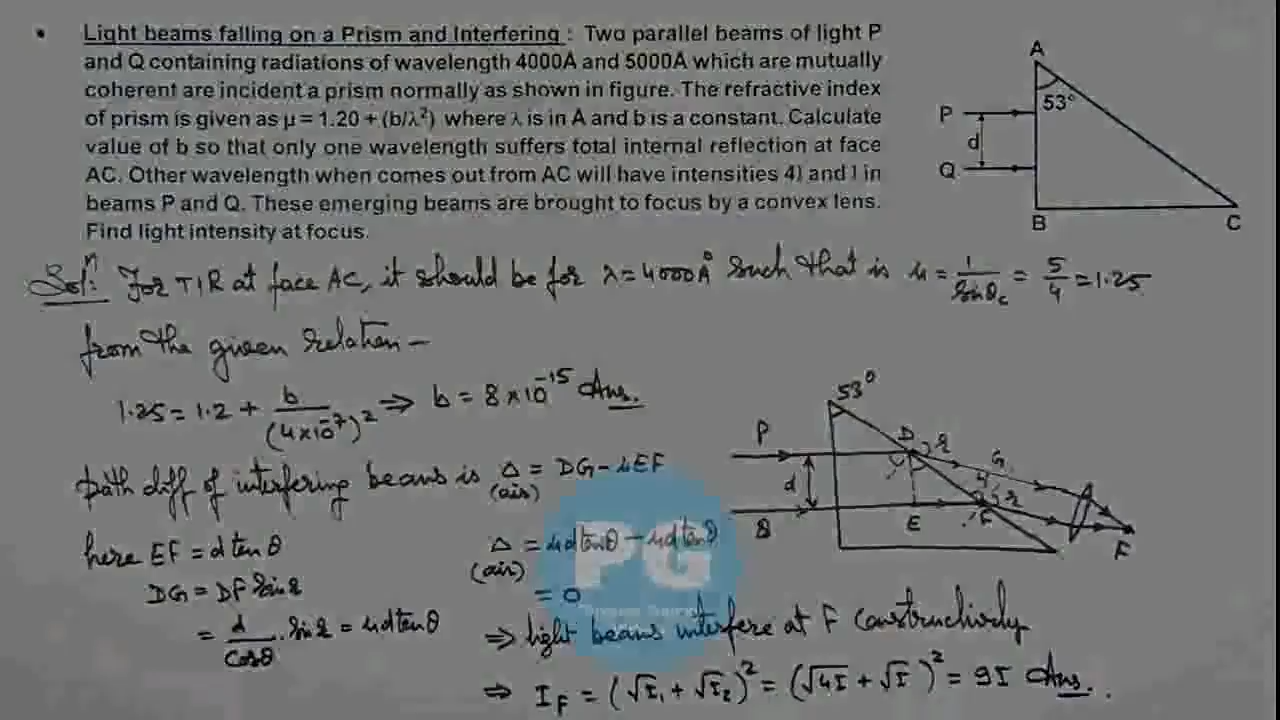 • Light beams falling on a Prism and Interfering : Two parallel beams of light P
and Q containing radiations of wavelength 4000A and 5000A which are mutually
coherent are incident a prism normally as shown in figure. The refractive index
of prism is given as μ = 1.20 + (b/λ²) where λ is in A and b is a constant. Calculate
value of b so that only one wavelength suffers total internal reflection at face
AC. Other wavelength when comes out from AC will have intensities 4I and I in
beams P and Q. These emerging beams are brought to focus by a convex lens.
Find light intensity at focus.
A
53°
P
d
Q
B
C
Solⁿ: For TIR at face AC, it should be for λ = 4000Å such that is μ = 1/sinθc = 5/4 = 1.25
from the given relation —
1.25 = 1.2 + b/(4×10⁻⁷)² ⇒ b = 8×10⁻¹⁵ Ans.
path diff of interfering beams is Δ = DG − μEF
(air)
here EF = d tanθ
Δ = μd tanθ − μd tanθ
(air)
= 0
DG = DF sin r
= d/cosθ · sin r = μd tanθ
⇒ light beams interfere at F constructively
⇒ I_F = (√I₁ + √I₂)² = (√4I + √I)² = 9I Ans.
53°
P
D
r
G
d
r
E
F
F
PG